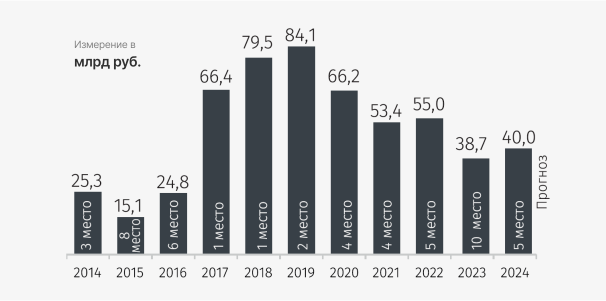 Измерение в
млрд руб.
25,3
15,1
24,8
66,4
79,5
84,1
66,2
53,4
55,0
38,7
40,0
3 место
8
место
6 место
1 место
1 место
2 место
4 место
4 место
5 место
10 место
5 место
Прогноз
2014
2015
2016
2017
2018
2019
2020
2021
2022
2023
2024